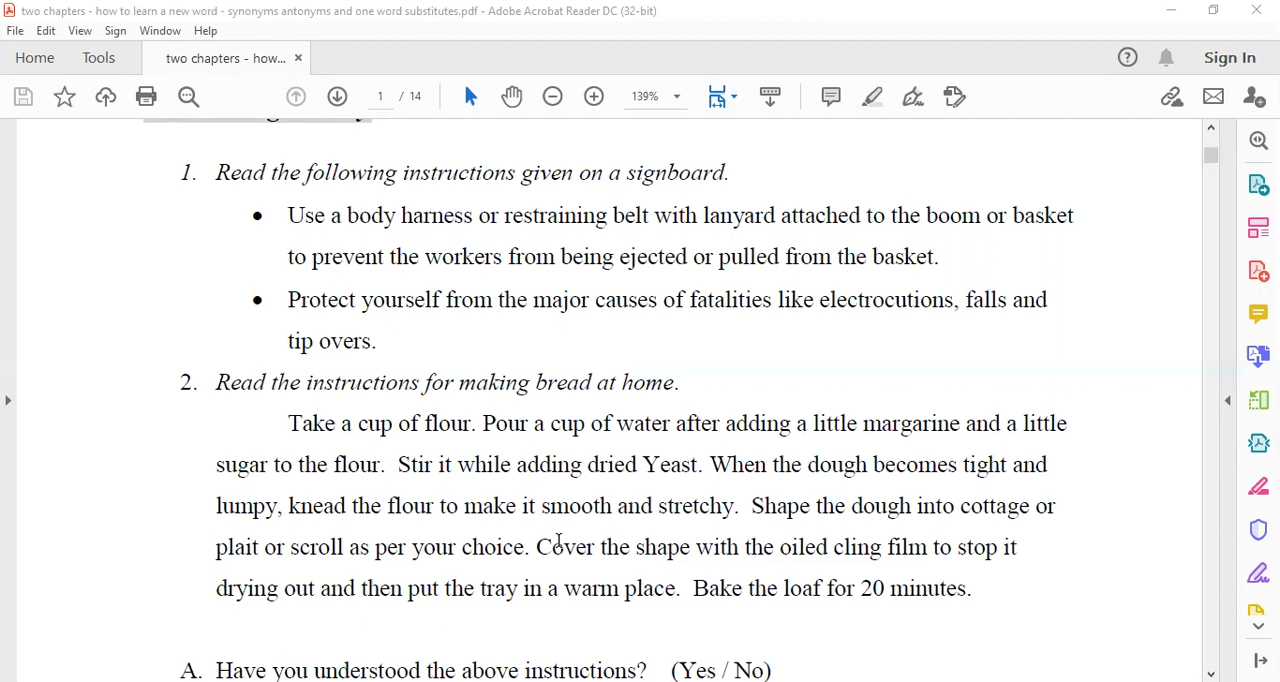 two chapters - how to learn a new word - synonyms antonyms and one word substitutes.pdf - Adobe Acrobat Reader DC (32-bit)
File Edit View Sign Window Help
Home Tools two chapters - how... × Sign In
1 / 14 139%
1. Read the following instructions given on a signboard.
• Use a body harness or restraining belt with lanyard attached to the boom or basket
to prevent the workers from being ejected or pulled from the basket.
• Protect yourself from the major causes of fatalities like electrocutions, falls and
tip overs.
2. Read the instructions for making bread at home.
Take a cup of flour. Pour a cup of water after adding a little margarine and a little
sugar to the flour. Stir it while adding dried Yeast. When the dough becomes tight and
lumpy, knead the flour to make it smooth and stretchy. Shape the dough into cottage or
plait or scroll as per your choice. Cover the shape with the oiled cling film to stop it
drying out and then put the tray in a warm place. Bake the loaf for 20 minutes.
A. Have you understood the above instructions? (Yes / No)